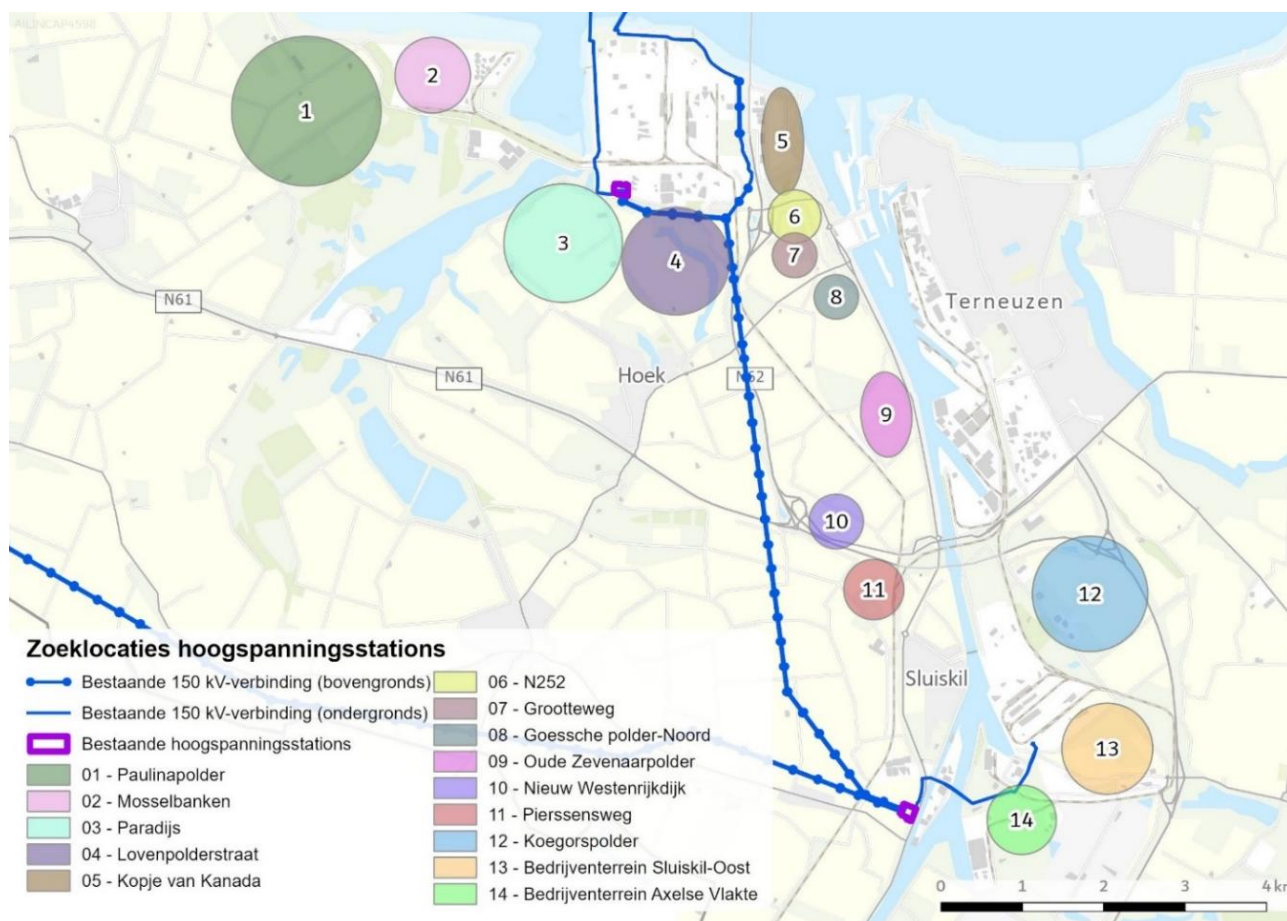 AILINCAP4598
1
2
5
6
3
4
7
8
Terneuzen
N61
Hoek
N61
N62
9
10
11
12
Sluiskil
13
14
Zoeklocaties hoogspanningsstations
Bestaande 150 kV-verbinding (bovengronds)
Bestaande 150 kV-verbinding (ondergronds)
Bestaande hoogspanningsstations
01 - Paulinapolder
02 - Mosselbanken
03 - Paradijs
04 - Lovenpolderstraat
05 - Kopje van Kanada
06 - N252
07 - Grootteweg
08 - Goessche polder-Noord
09 - Oude Zevenaarpolder
10 - Nieuw Westenrijkdijk
11 - Pierssensweg
12 - Koegorspolder
13 - Bedrijventerrein Sluiskil-Oost
14 - Bedrijventerrein Axelse Vlakte
0 1 2 3 4 km